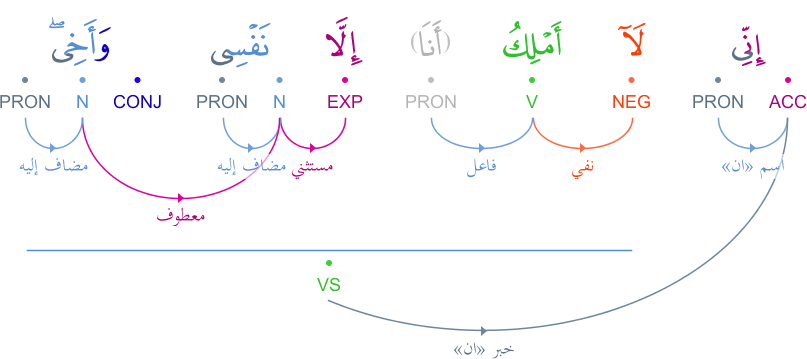 إِنِّى لَآ أَمْلِكُ (أَنَا) إِلَّا نَفْسِى وَأَخِى ۖ
PRON N CONJ PRON N EXP PRON V NEG PRON ACC
مضاف إليه مضاف إليه مستثني فاعل نفي اسم «ان»
معطوف
VS
خبر «ان»